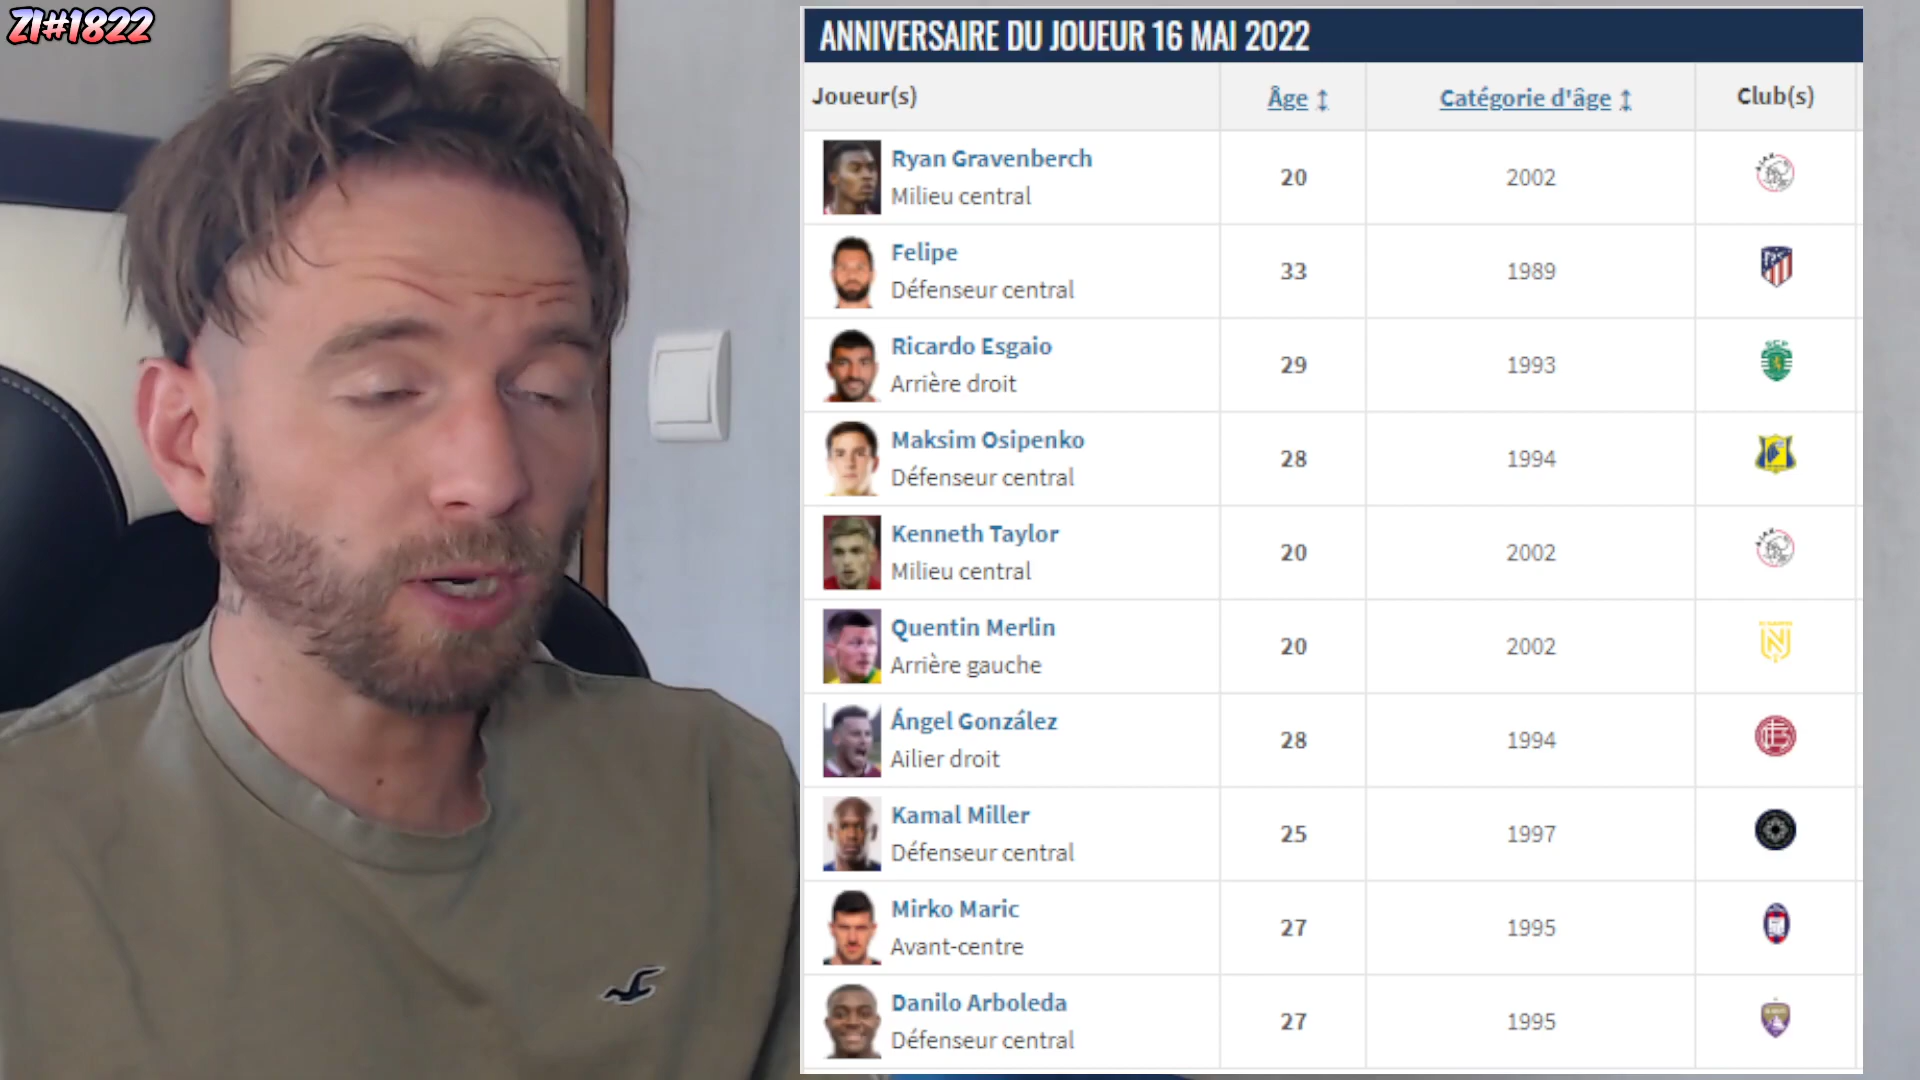 ZI#1822
ANNIVERSAIRE DU JOUEUR 16 MAI 2022
Joueur(s) Âge ↕ Catégorie d'âge ↕ Club(s)
Ryan Gravenberch 20 2002
Milieu central
Felipe 33 1989
Défenseur central
Ricardo Esgaio 29 1993
Arrière droit
Maksim Osipenko 28 1994
Défenseur central
Kenneth Taylor 20 2002
Milieu central
Quentin Merlin 20 2002
Arrière gauche
Ángel González 28 1994
Ailier droit
Kamal Miller 25 1997
Défenseur central
Mirko Maric 27 1995
Avant-centre
Danilo Arboleda 27 1995
Défenseur central